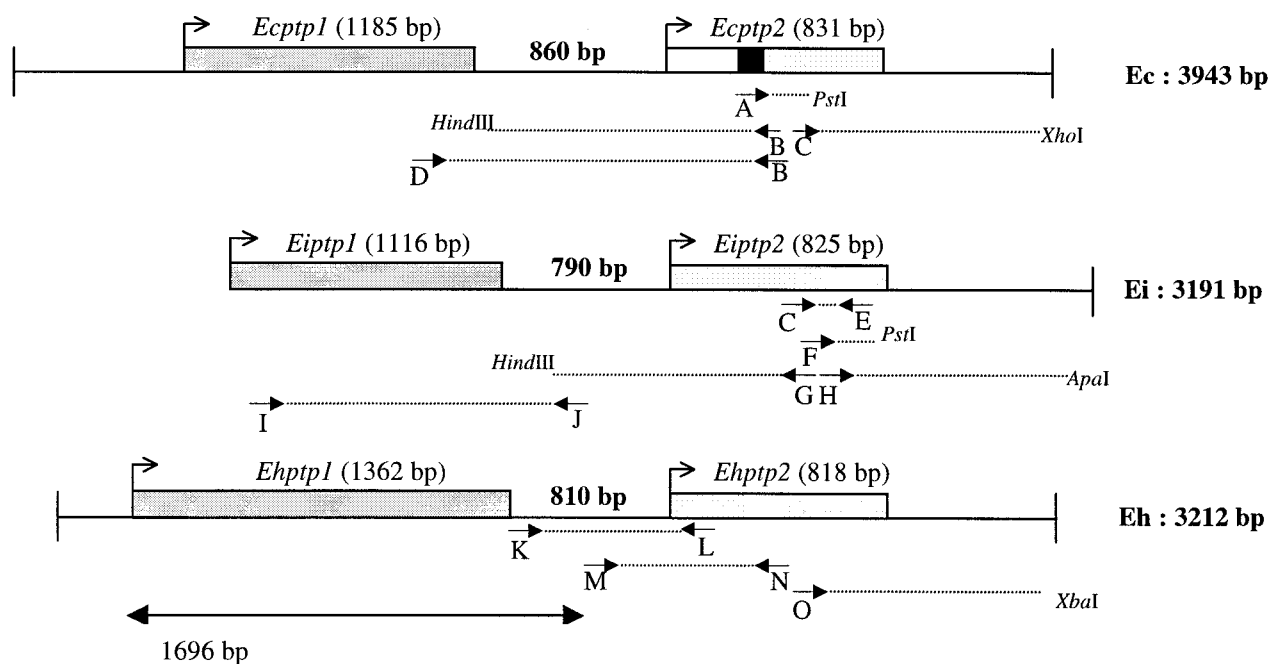 Ecptp1 (1185 bp) 860 bp Ecptp2 (831 bp)
Ec : 3943 bp
A PstI
HindIII B C XhoI
D B
Eiptp1 (1116 bp) 790 bp Eiptp2 (825 bp)
Ei : 3191 bp
C E
F PstI
HindIII G H ApaI
I J
Ehptp1 (1362 bp) 810 bp Ehptp2 (818 bp)
Eh : 3212 bp
K L
M N
O XbaI
1696 bp